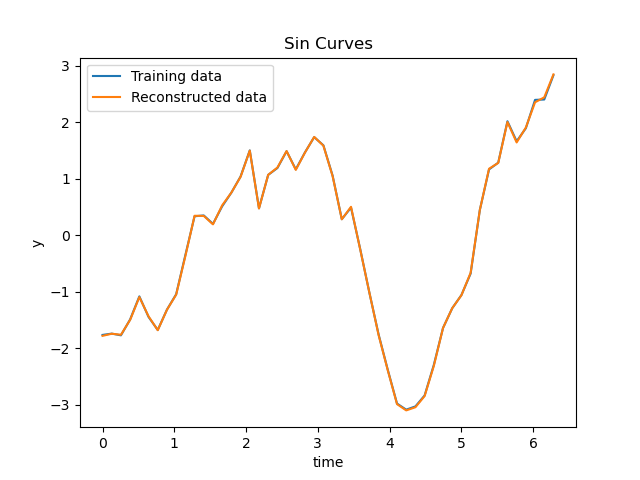 Sin Curves
Training data
Reconstructed data
3
2
1
0
−1
−2
−3
y
0 1 2 3 4 5 6
time